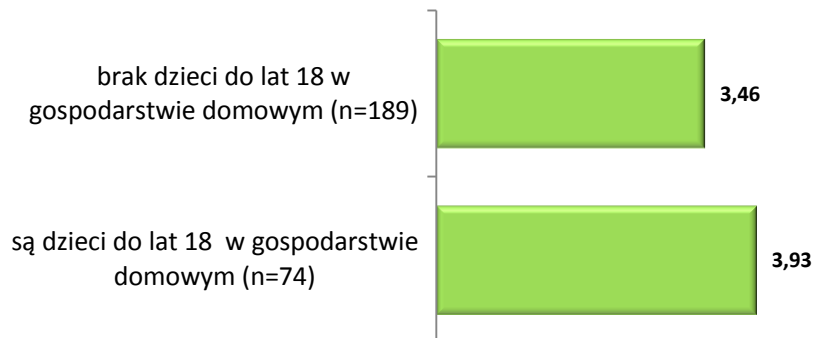 brak dzieci do lat 18 w
gospodarstwie domowym (n=189)
3,46
są dzieci do lat 18 w gospodarstwie
domowym (n=74)
3,93